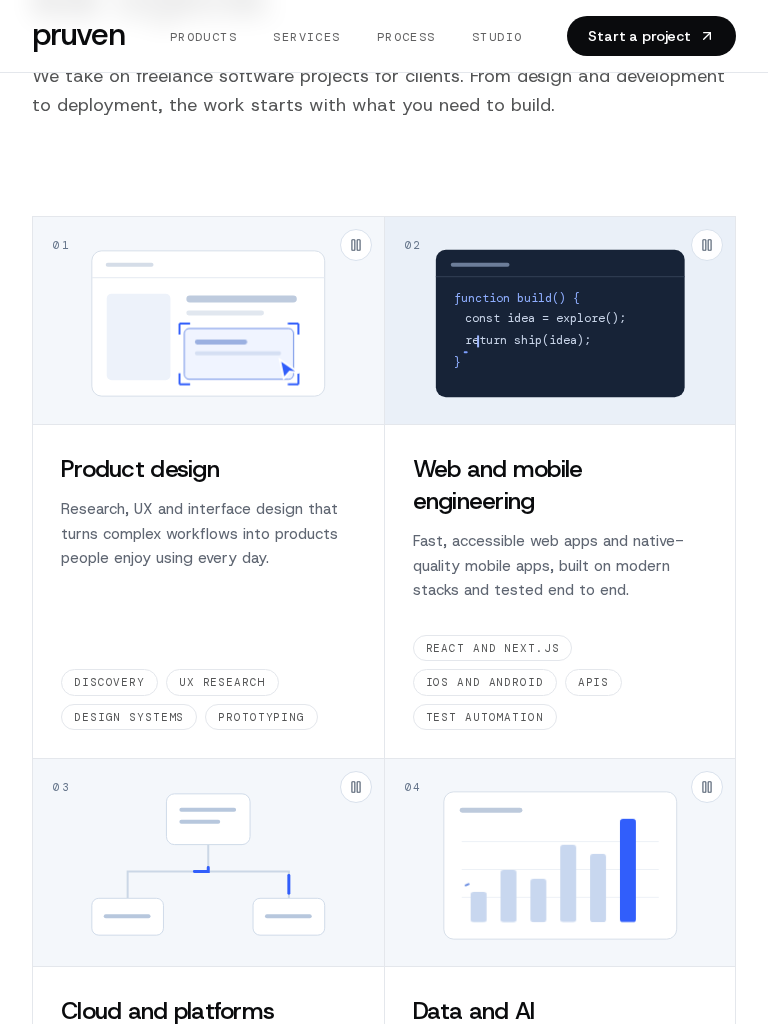 pruven
PRODUCTS
SERVICES
PROCESS
STUDIO
Start a project
We take on freelance software projects for clients. From design and development
to deployment, the work starts with what you need to build.
01
02
function build() {
const idea = explore();
return ship(idea);
}
Product design
Research, UX and interface design that
turns complex workflows into products
people enjoy using every day.
DISCOVERY
UX RESEARCH
DESIGN SYSTEMS
PROTOTYPING
Web and mobile
engineering
Fast, accessible web apps and native-
quality mobile apps, built on modern
stacks and tested end to end.
REACT AND NEXT.JS
IOS AND ANDROID
APIS
TEST AUTOMATION
03
04
Cloud and platforms
Data and AI